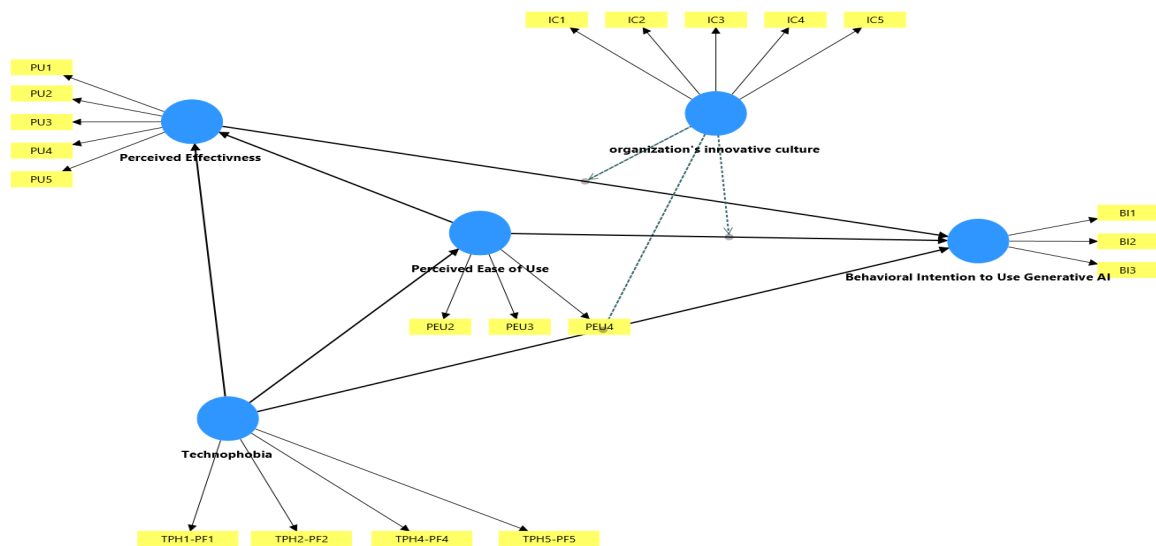 IC1
IC2
IC3
IC4
IC5
PU1
PU2
PU3
PU4
PU5
Perceived Effectivness
organization's innovative culture
BI1
BI2
BI3
Behavioral Intention to Use Generative AI
Perceived Ease of Use
PEU2
PEU3
PEU4
Technophobia
TPH1-PF1
TPH2-PF2
TPH4-PF4
TPH5-PF5